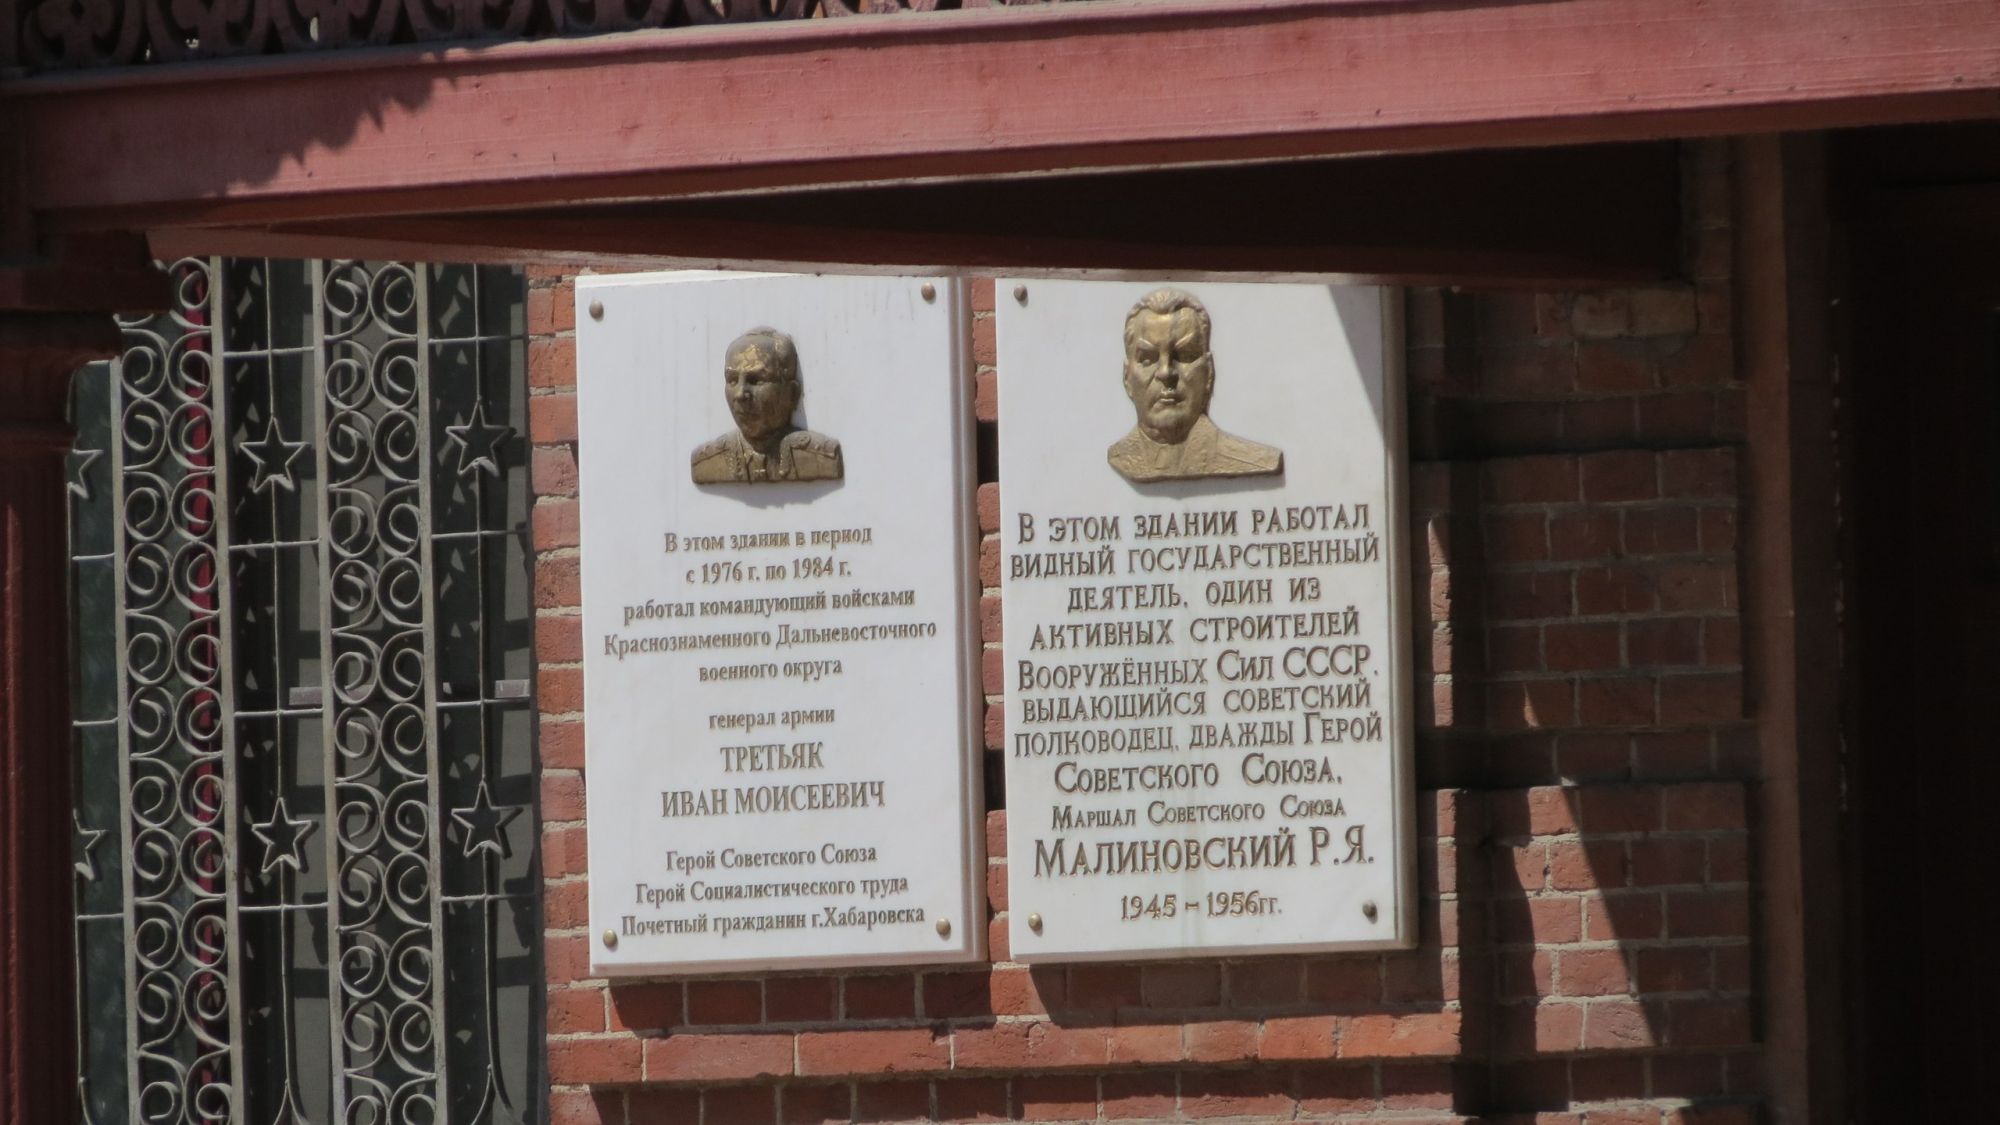 В этом здании в период
с 1976 г. по 1984 г.
работал командующий войсками
Краснознаменного Дальневосточного
военного округа
генерал армии
ТРЕТЬЯК
ИВАН МОИСЕЕВИЧ
Герой Советского Союза
Герой Социалистического труда
Почетный гражданин г.Хабаровска
В ЭТОМ ЗДАНИИ РАБОТАЛ
ВИДНЫЙ ГОСУДАРСТВЕННЫЙ
ДЕЯТЕЛЬ, ОДИН ИЗ
АКТИВНЫХ СТРОИТЕЛЕЙ
ВООРУЖЁННЫХ СИЛ СССР,
ВЫДАЮЩИЙСЯ СОВЕТСКИЙ
ПОЛКОВОДЕЦ, ДВАЖДЫ ГЕРОЙ
СОВЕТСКОГО СОЮЗА,
МАРШАЛ СОВЕТСКОГО СОЮЗА
МАЛИНОВСКИЙ Р.Я.
1945 – 1956гг.